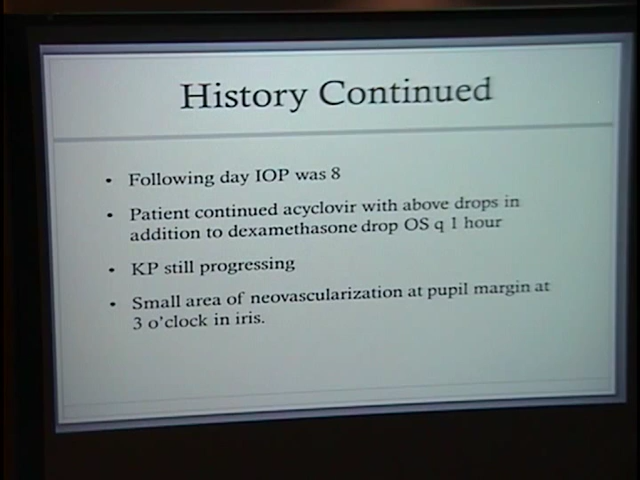 History Continued
• Following day IOP was 8
• Patient continued acyclovir with above drops in
addition to dexamethasone drop OS q 1 hour
• KP still progressing
• Small area of neovascularization at pupil margin at
3 o'clock in iris.